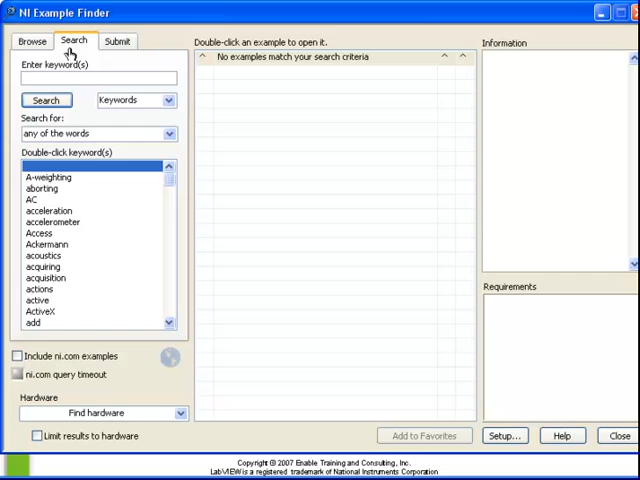 NI Example Finder
Browse
Search
Submit
Enter keyword(s)
Search
Keywords
Search for:
any of the words
Double-click keyword(s)
A-weighting
aborting
AC
acceleration
accelerometer
Access
Ackermann
acoustics
acquiring
acquisition
actions
active
ActiveX
add
Include ni.com examples
ni.com query timeout
Hardware
Find hardware
Limit results to hardware
Double-click an example to open it.
No examples match your search criteria
Information
Requirements
Add to Favorites
Setup...
Help
Close
Copyright © 2007 Enable Training and Consulting, Inc.
LabVIEW is a registered trademark of National Instruments Corporation